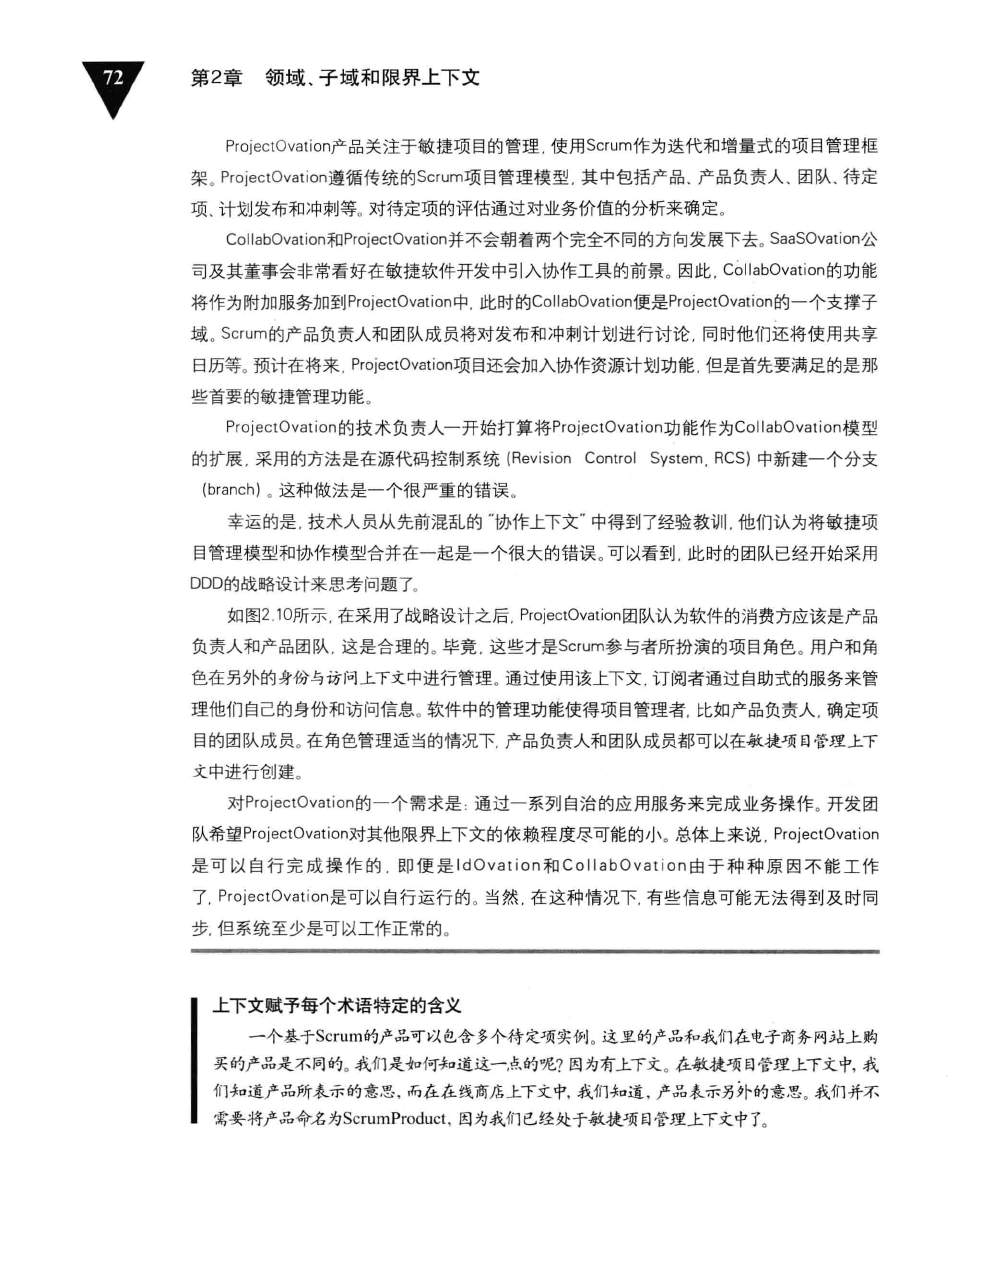 72
第2章 领域、子域和限界上下文
ProjectOvation产品关注于敏捷项目的管理, 使用Scrum作为迭代和增量式的项目管理框
架。ProjectOvation遵循传统的Scrum项目管理模型, 其中包括产品、产品负责人、团队、待定
项、计划发布和冲刺等。对待定项的评估通过对业务价值的分析来确定。
CollabOvation和ProjectOvation并不会朝着两个完全不同的方向发展下去。SaaSOvation公
司及其董事会非常看好在敏捷软件开发中引入协作工具的前景。因此, CollabOvation的功能
将作为附加服务加到ProjectOvation中, 此时的CollabOvation便是ProjectOvation的一个支撑子
域。Scrum的产品负责人和团队成员将对发布和冲刺计划进行讨论, 同时他们还将使用共享
日历等。预计在将来, ProjectOvation项目还会加入协作资源计划功能, 但是首先要满足的是那
些首要的敏捷管理功能。
ProjectOvation的技术负责人一开始打算将ProjectOvation功能作为CollabOvation模型
的扩展, 采用的方法是在源代码控制系统 (Revision Control System, RCS) 中新建一个分支
(branch) 。这种做法是一个很严重的错误。
幸运的是, 技术人员从先前混乱的“协作上下文”中得到了经验教训, 他们认为将敏捷项
目管理模型和协作模型合并在一起是一个很大的错误。可以看到, 此时的团队已经开始采用
DDD的战略设计来思考问题了。
如图2.10所示, 在采用了战略设计之后, ProjectOvation团队认为软件的消费方应该是产品
负责人和产品团队, 这是合理的。毕竟, 这些才是Scrum参与者所扮演的项目角色。用户和角
色在另外的身份与访问上下文中进行管理。通过使用该上下文, 订阅者通过自助式的服务来管
理他们自己的身份和访问信息。软件中的管理功能使得项目管理者, 比如产品负责人, 确定项
目的团队成员。在角色管理适当的情况下, 产品负责人和团队成员都可以在敏捷项目管理上下
文中进行创建。
对ProjectOvation的一个需求是: 通过一系列自治的应用服务来完成业务操作。开发团
队希望ProjectOvation对其他限界上下文的依赖程度尽可能的小。总体上来说, ProjectOvation
是可以自行完成操作的, 即便是IdOvation和CollabOvation由于种种原因不能工作
了, ProjectOvation是可以自行运行的。当然, 在这种情况下, 有些信息可能无法得到及时同
步, 但系统至少是可以工作正常的。
上下文赋予每个术语特定的含义
一个基于Scrum的产品可以包含多个待定项实例。这里的产品和我们在电子商务网站上购
买的产品是不同的。我们是如何知道这一点的呢? 因为有上下文。在敏捷项目管理上下文中, 我
们知道产品所表示的意思, 而在在线商店上下文中, 我们知道, 产品表示另外的意思。我们并不
需要将产品命名为ScrumProduct, 因为我们已经处于敏捷项目管理上下文中了。